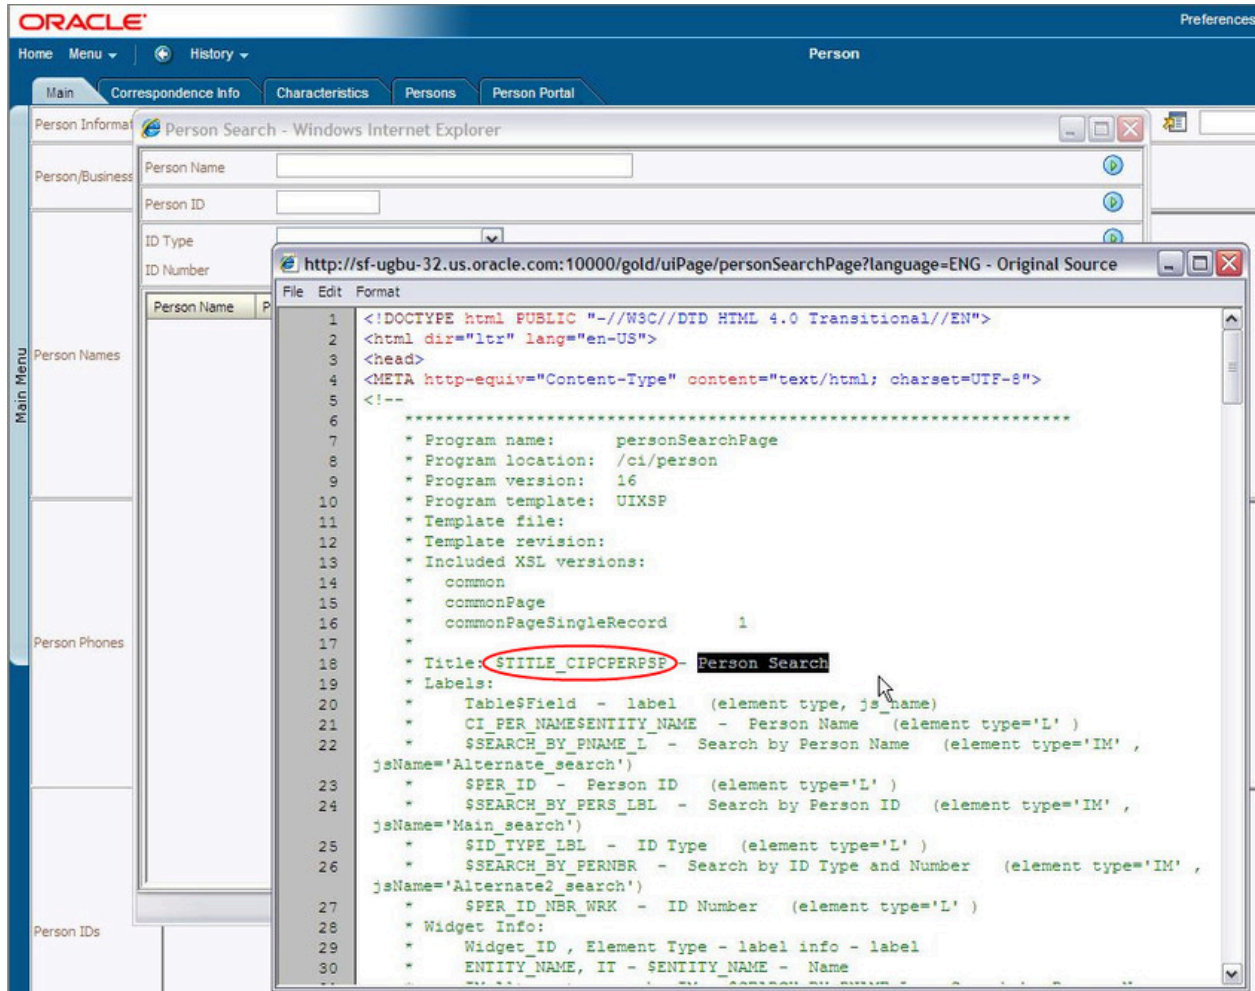 ORACLE
Preferences
Home Menu History Person
Main Correspondence Info Characteristics Persons Person Portal
Main Menu
Person Informat
Person/Business
Person Names
Person Phones
Person IDs
Person Search - Windows Internet Explorer
Person Name
Person ID
ID Type
ID Number
Person Name P
http://sf-ugbu-32.us.oracle.com:10000/gold/uiPage/personSearchPage?language=ENG - Original Source
File Edit Format
1 <!DOCTYPE html PUBLIC "-//W3C//DTD HTML 4.0 Transitional//EN">
2 <html dir="ltr" lang="en-US">
3 <head>
4 <META http-equiv="Content-Type" content="text/html; charset=UTF-8">
5 <!--
6 **********************************************************************
7 * Program name: personSearchPage
8 * Program location: /ci/person
9 * Program version: 16
10 * Program template: UIXSP
11 * Template file:
12 * Template revision:
13 * Included XSL versions:
14 * common
15 * commonPage
16 * commonPageSingleRecord 1
17 *
18 * Title: $TITLE_CIPCPERPSP - Person Search
19 * Labels:
20 * Table$Field - label (element type, js_name)
21 * CI_PER_NAME$ENTITY_NAME - Person Name (element type='L' )
22 * $SEARCH_BY_PNAME_L - Search by Person Name (element type='IM' ,
jsName='Alternate_search')
23 * $PER_ID - Person ID (element type='L' )
24 * $SEARCH_BY_PERS_LBL - Search by Person ID (element type='IM' ,
jsName='Main_search')
25 * $ID_TYPE_LBL - ID Type (element type='L' )
26 * $SEARCH_BY_PERNBR - Search by ID Type and Number (element type='IM' ,
jsName='Alternate2_search')
27 * $PER_ID_NBR_WRK - ID Number (element type='L' )
28 * Widget Info:
29 * Widget_ID , Element Type - label info - label
30 * ENTITY_NAME, IT - $ENTITY_NAME - Name